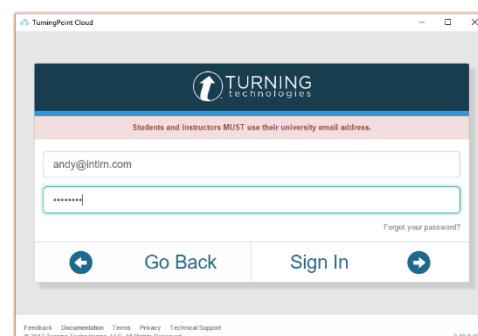 TurningPoint Cloud
TURNING
technologies
Students and instructors MUST use their university email address.
andy@intlrn.com
Forgot your password?
Go Back Sign In
Feedback Documentation Terms Privacy Technical Support